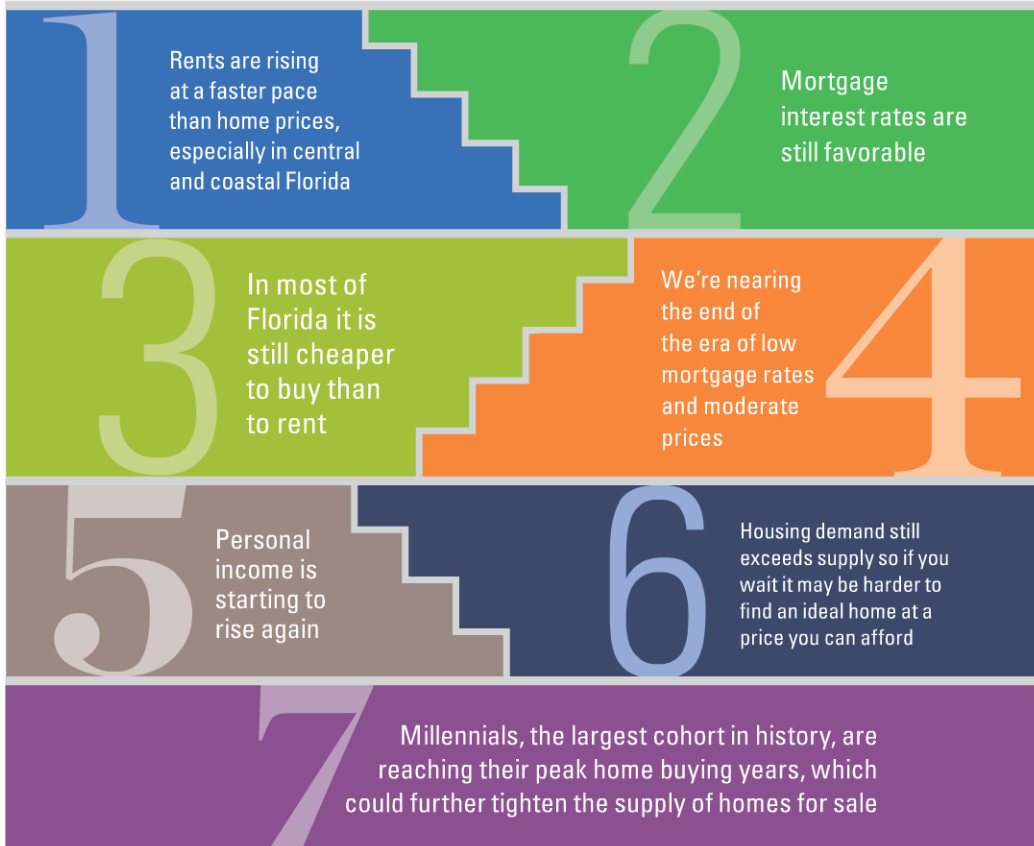 1
Rents are rising
at a faster pace
than home prices,
especially in central
and coastal Florida
2
Mortgage
interest rates are
still favorable
3
In most of
Florida it is
still cheaper
to buy than
to rent
4
We’re nearing
the end of
the era of low
mortgage rates
and moderate
prices
5
Personal
income is
starting to
rise again
6
Housing demand still
exceeds supply so if you
wait it may be harder to
find an ideal home at a
price you can afford
7
Millennials, the largest cohort in history, are
reaching their peak home buying years, which
could further tighten the supply of homes for sale